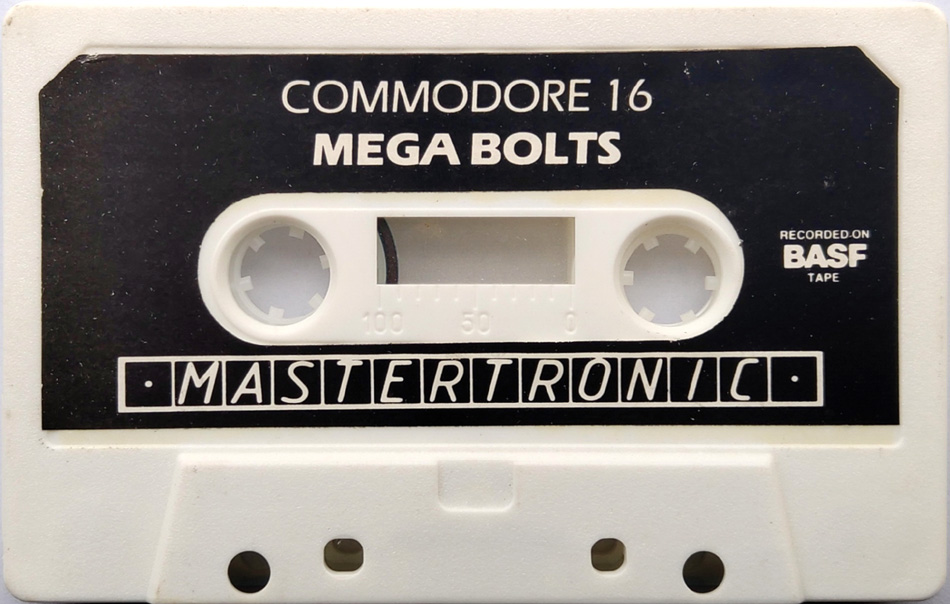 COMMODORE 16
MEGA BOLTS
RECORDED ON
BASF
TAPE
100 50 0
· MASTERTRONIC ·